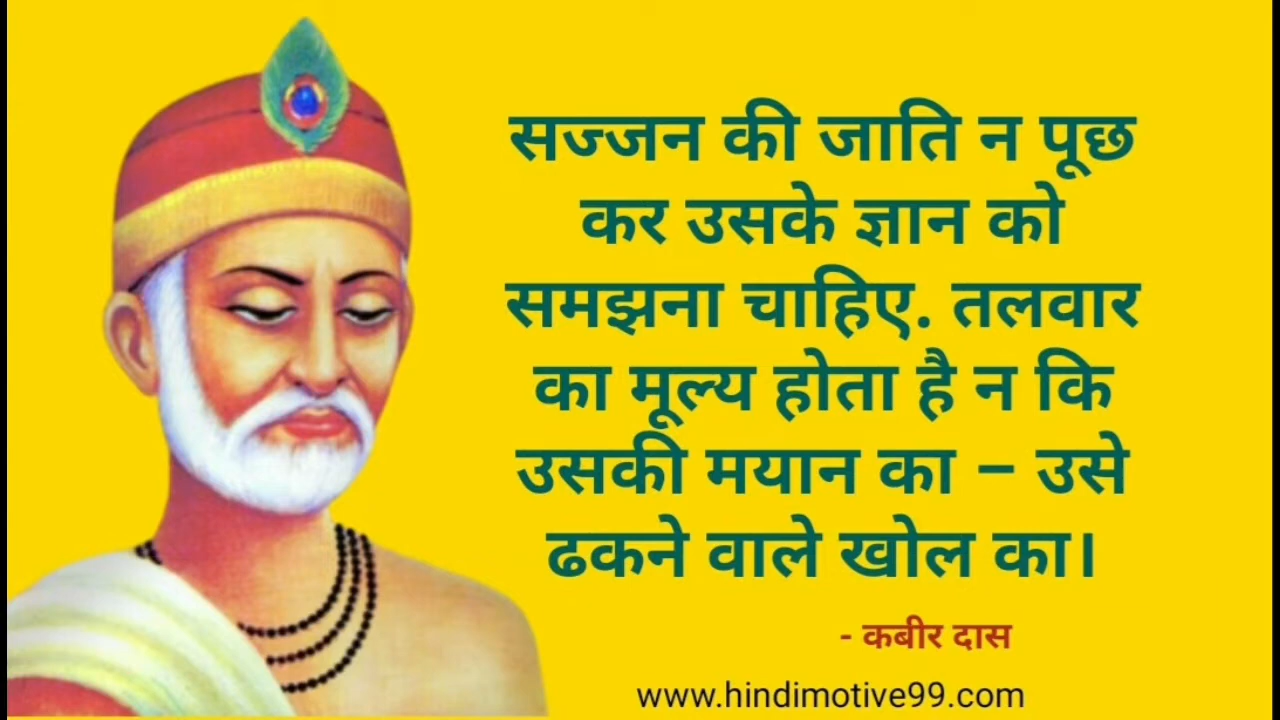 सज्जन की जाति न पूछ
कर उसके ज्ञान को
समझना चाहिए. तलवार
का मूल्य होता है न कि
उसकी मयान का – उसे
ढकने वाले खोल का।
- कबीर दास
www.hindimotive99.com